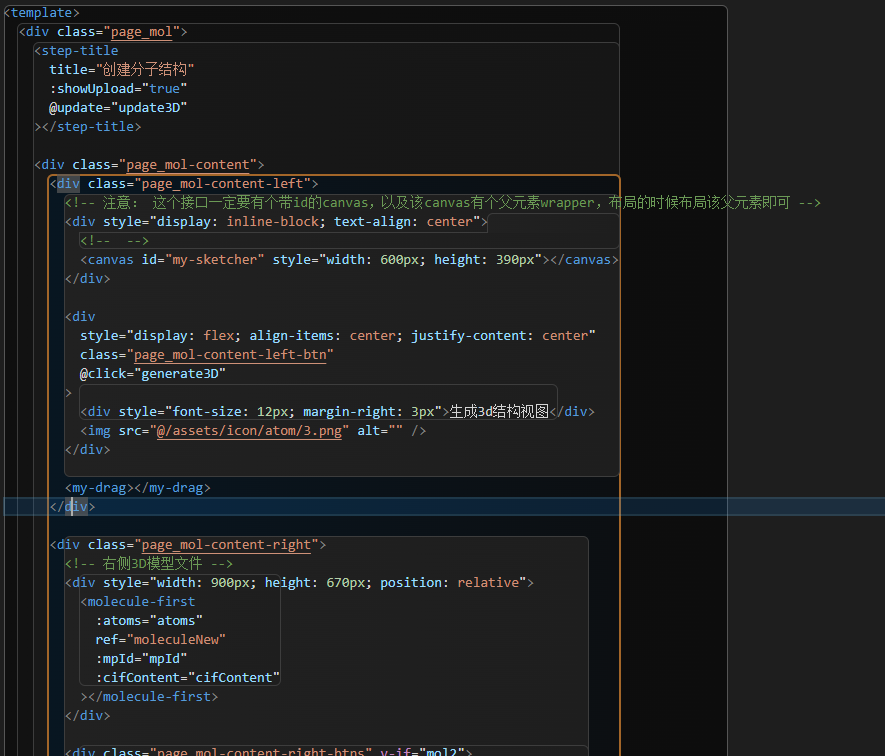 <template>
<div class="page_mol">
<step-title
title="创建分子结构"
:showUpload="true"
@update="update3D"
></step-title>
<div class="page_mol-content">
<div class="page_mol-content-left">
<!-- 注意： 这个接口一定要有个带id的canvas，以及该canvas有个父元素wrapper，布局的时候布局该父元素即可 -->
<div style="display: inline-block; text-align: center">
<!--  -->
<canvas id="my-sketcher" style="width: 600px; height: 390px"></canvas>
</div>
<div
style="display: flex; align-items: center; justify-content: center"
class="page_mol-content-left-btn"
@click="generate3D"
>
<div style="font-size: 12px; margin-right: 3px">生成3d结构视图</div>
<img src="@/assets/icon/atom/3.png" alt="" />
</div>
<my-drag></my-drag>
</div>
<div class="page_mol-content-right">
<!-- 右侧3D模型文件 -->
<div style="width: 900px; height: 670px; position: relative">
<molecule-first
:atoms="atoms"
ref="moleculeNew"
:mpId="mpId"
:cifContent="cifContent"
></molecule-first>
</div>
<div class="page_mol-content-right-btns" v-if="mol2">